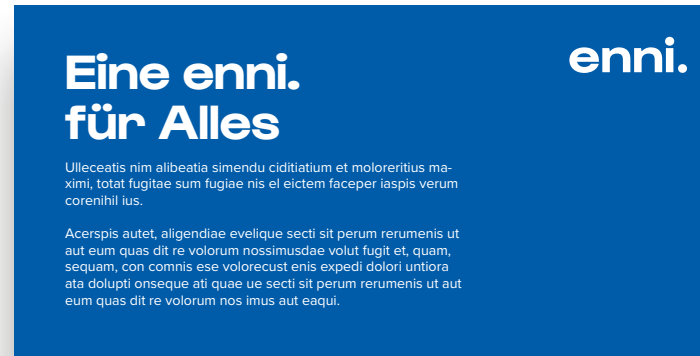 Eine enni.
für Alles
enni.
Ulleceatis nim alibeatia simendu ciditiatium et moloreritius ma-
ximi, totat fugitae sum fugiae nis el eictem faceper iaspis verum
corenihil ius.
Acerspis autet, aligendiae evelique secti sit perum rerumenis ut
aut eum quas dit re volorum nossimusdae volut fugit et, quam,
sequam, con comnis ese volorecust enis expedi dolori untiora
ata dolupti onseque ati quae ue secti sit perum rerumenis ut aut
eum quas dit re volorum nos imus aut eaqui.